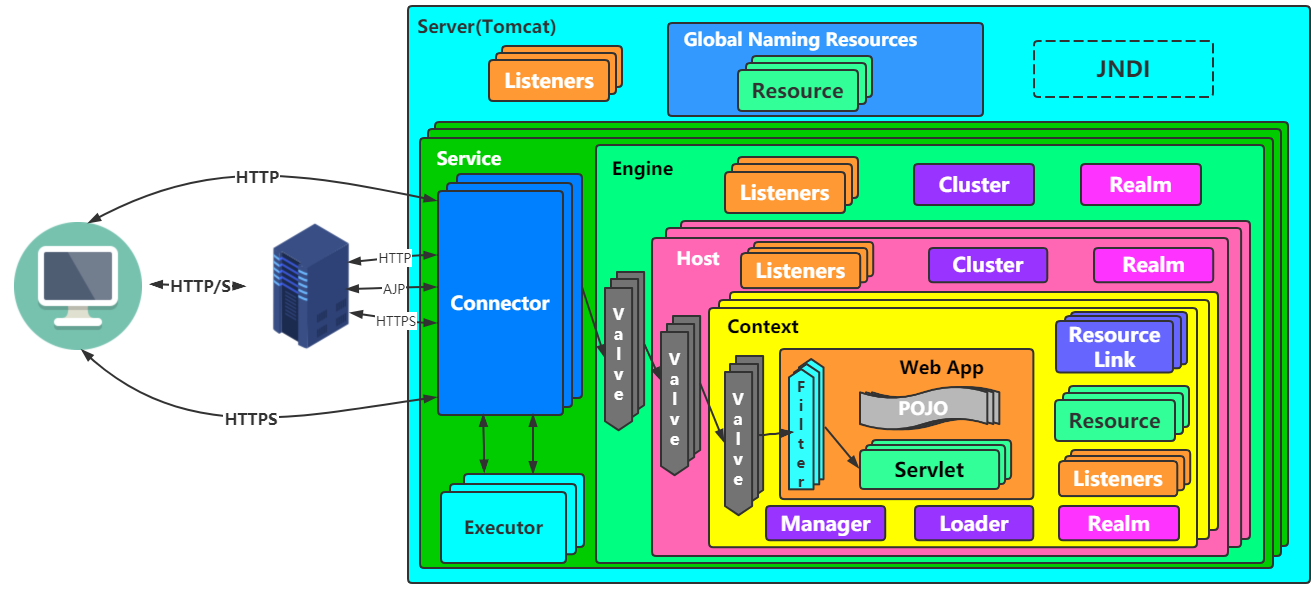 Server(Tomcat)
Listeners
Global Naming Resources
Resource
JNDI
Service
Engine
Listeners
Cluster
Realm
HTTP
HTTP/S
HTTPS
HTTP
AJP
HTTPS
Connector
Executor
Host
Listeners
Cluster
Realm
Valve
Valve
Valve
Context
Web App
Filter
POJO
Servlet
Resource
Link
Resource
Listeners
Manager
Loader
Realm